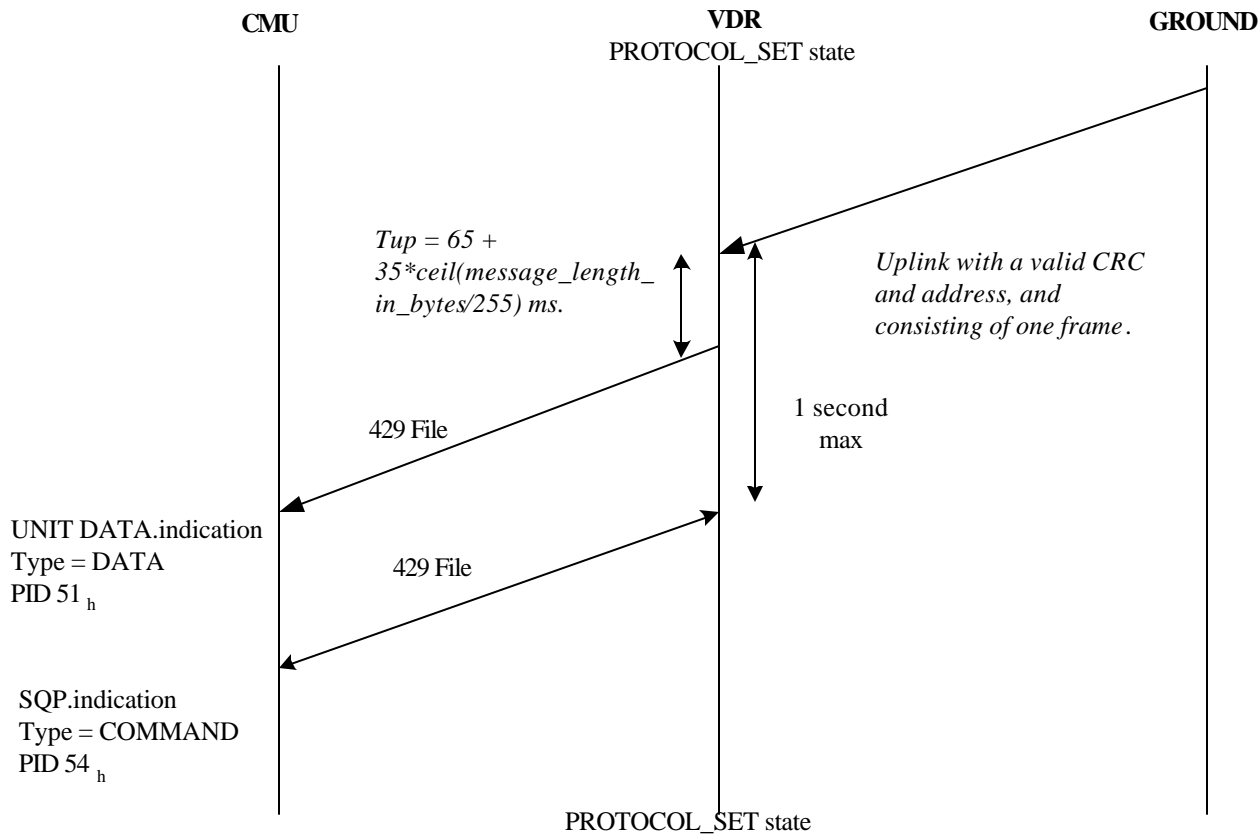 CMU
VDR
GROUND
PROTOCOL_SET state
Tup = 65 +
35*ceil(message_length_
in_bytes/255) ms.
Uplink with a valid CRC
and address, and
consisting of one frame.
1 second
max
429 File
UNIT DATA.indication
Type = DATA
PID 51 h
429 File
SQP.indication
Type = COMMAND
PID 54 h
PROTOCOL_SET state